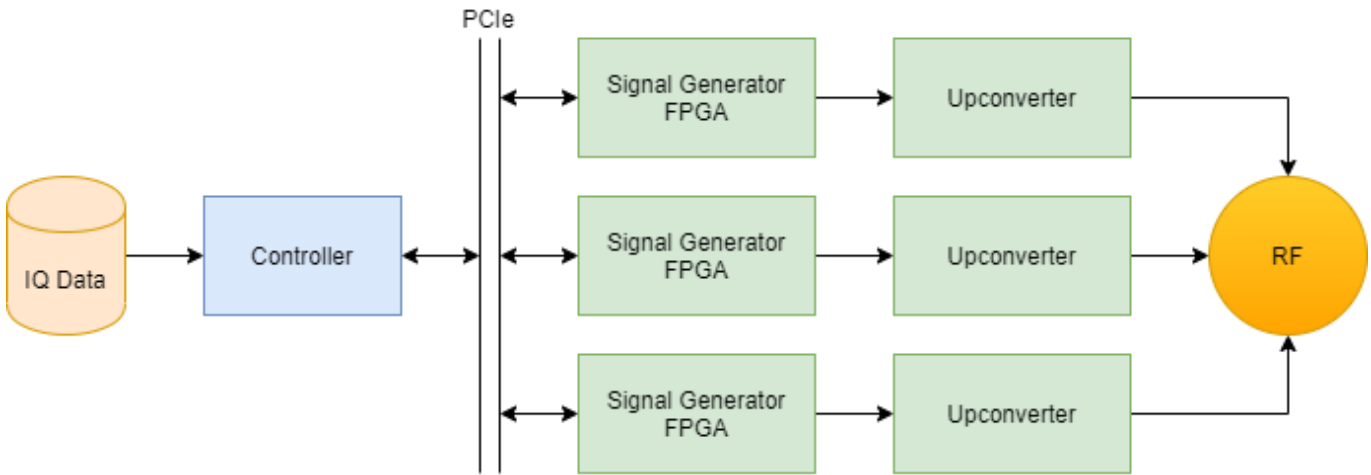 PCIe
Signal Generator
FPGA
Upconverter
IQ Data
Controller
Signal Generator
FPGA
Upconverter
RF
Signal Generator
FPGA
Upconverter